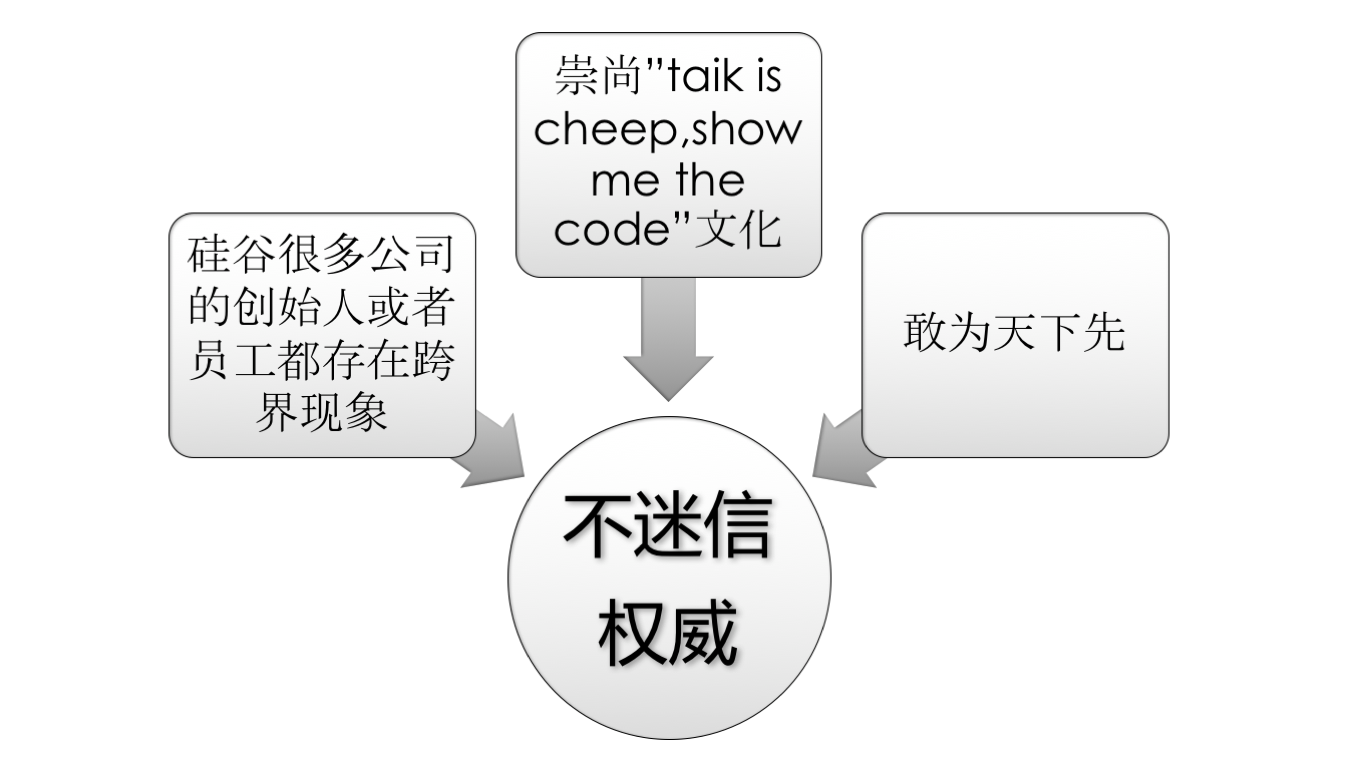 崇尚”taik is
cheep,show
me the
code”文化
硅谷很多公司
的创始人或者
员工都存在跨
界现象
敢为天下先
不迷信
权威